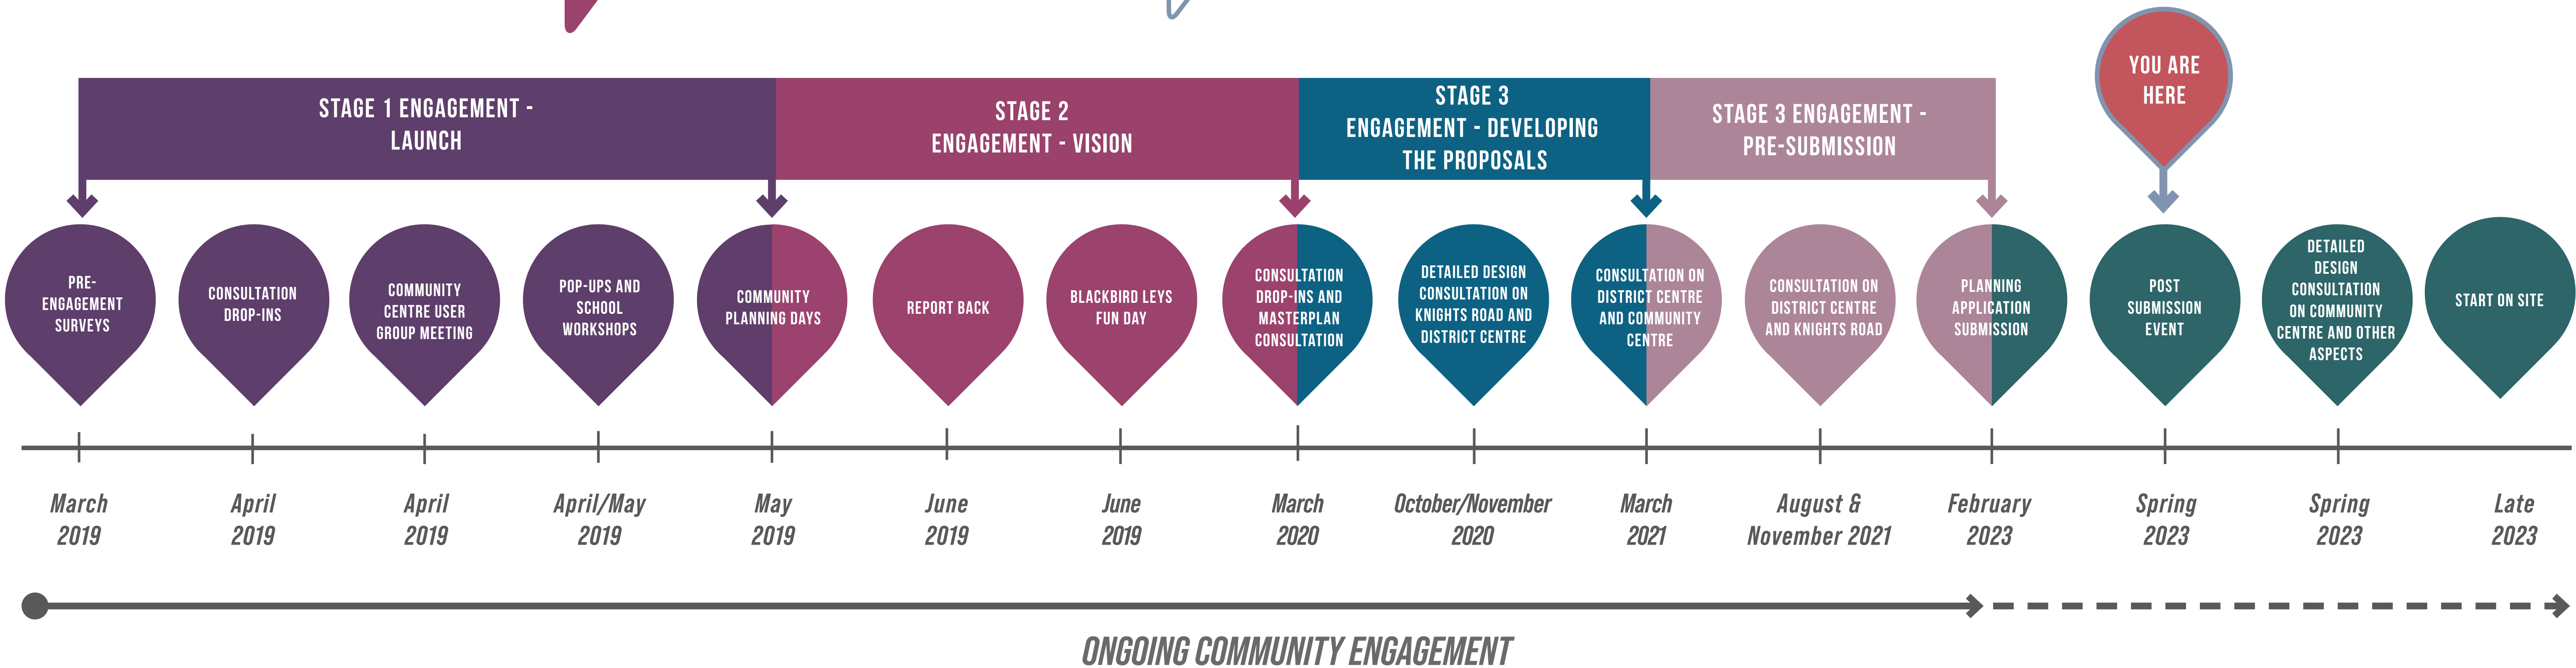 YOU ARE
HERE
STAGE 1 ENGAGEMENT -
LAUNCH
STAGE 2
ENGAGEMENT - VISION
STAGE 3
ENGAGEMENT - DEVELOPING
THE PROPOSALS
STAGE 3 ENGAGEMENT -
PRE-SUBMISSION
PRE-
ENGAGEMENT
SURVEYS
CONSULTATION
DROP-INS
COMMUNITY
CENTRE USER
GROUP MEETING
POP-UPS AND
SCHOOL
WORKSHOPS
COMMUNITY
PLANNING DAYS
REPORT BACK
BLACKBIRD LEYS
FUN DAY
CONSULTATION
DROP-INS AND
MASTERPLAN
CONSULTATION
DETAILED DESIGN
CONSULTATION ON
KNIGHTS ROAD AND
DISTRICT CENTRE
CONSULTATION ON
DISTRICT CENTRE
AND COMMUNITY
CENTRE
CONSULTATION ON
DISTRICT CENTRE
AND KNIGHTS ROAD
PLANNING
APPLICATION
SUBMISSION
POST
SUBMISSION
EVENT
DETAILED
DESIGN
CONSULTATION
ON COMMUNITY
CENTRE AND OTHER
ASPECTS
START ON SITE
March
2019
April
2019
April
2019
April/May
2019
May
2019
June
2019
June
2019
March
2020
October/November
2020
March
2021
August &
November 2021
February
2023
Spring
2023
Spring
2023
Late
2023
ONGOING COMMUNITY ENGAGEMENT